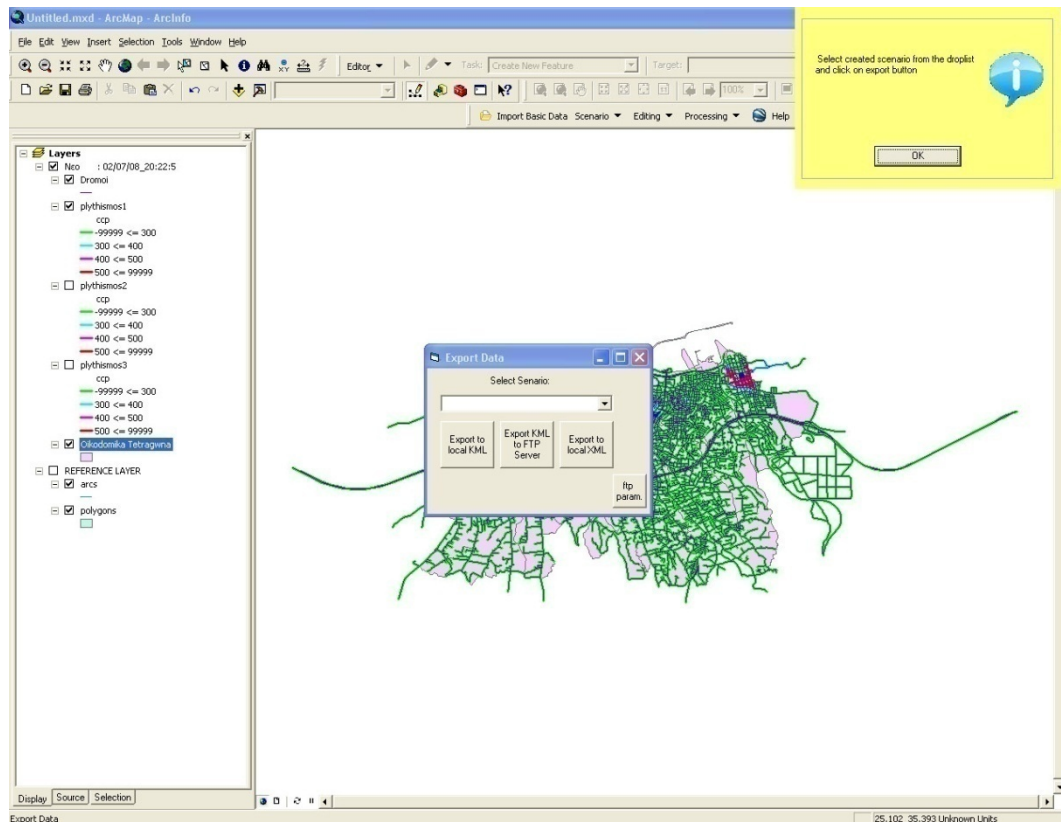 Untitled.mxd - ArcMap - ArcInfo
File Edit View Insert Selection Tools Window Help
Editor Task: Create New Feature Target:
100%
Import Basic Data Scenario Editing Processing Help
Select created scenario from the droplist
and click on export button
OK
Layers
Neo : 02/07/08_20:22:5
Dromoi
plythismos1
ccp
-99999 <= 300
300 <= 400
400 <= 500
500 <= 99999
plythismos2
ccp
-99999 <= 300
300 <= 400
400 <= 500
500 <= 99999
plythismos3
ccp
-99999 <= 300
300 <= 400
400 <= 500
500 <= 99999
Oikodomika Tetragwna
REFERENCE LAYER
arcs
polygons
Export Data
Select Senario:
Export to
local KML
Export KML
to FTP
Server
Export to
local XML
ftp
param.
Display Source Selection
Export Data
25.102 35.393 Unknown Units